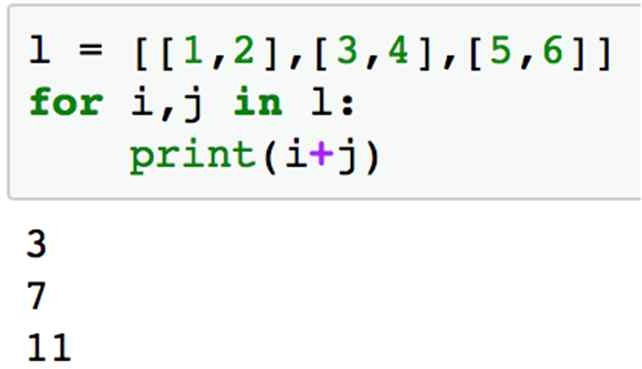 l = [[1,2],[3,4],[5,6]]
for i,j in l:
    print(i+j)
3
7
11